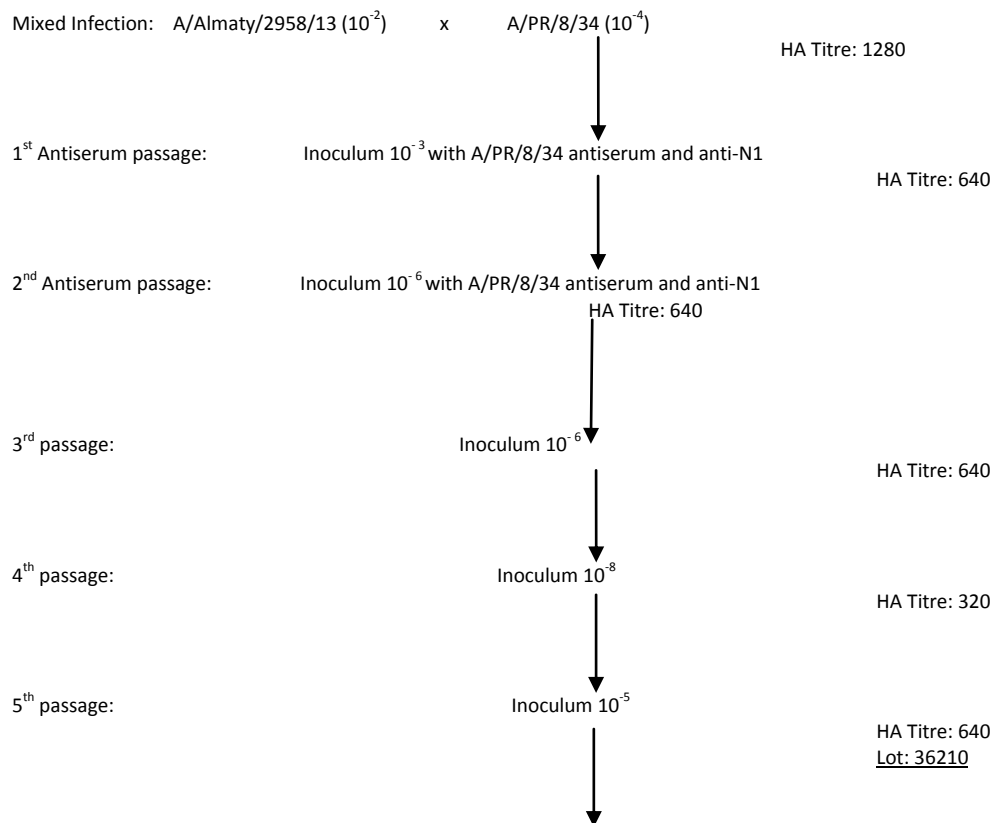 Mixed Infection: A/Almaty/2958/13 (10⁻²) x A/PR/8/34 (10⁻⁴)
HA Titre: 1280
1ˢᵗ Antiserum passage: Inoculum 10⁻³ with A/PR/8/34 antiserum and anti-N1
HA Titre: 640
2ⁿᵈ Antiserum passage: Inoculum 10⁻⁶ with A/PR/8/34 antiserum and anti-N1
HA Titre: 640
3ʳᵈ passage: Inoculum 10⁻⁶
HA Titre: 640
4ᵗʰ passage: Inoculum 10⁻⁸
HA Titre: 320
5ᵗʰ passage: Inoculum 10⁻⁵
HA Titre: 640
Lot: 36210